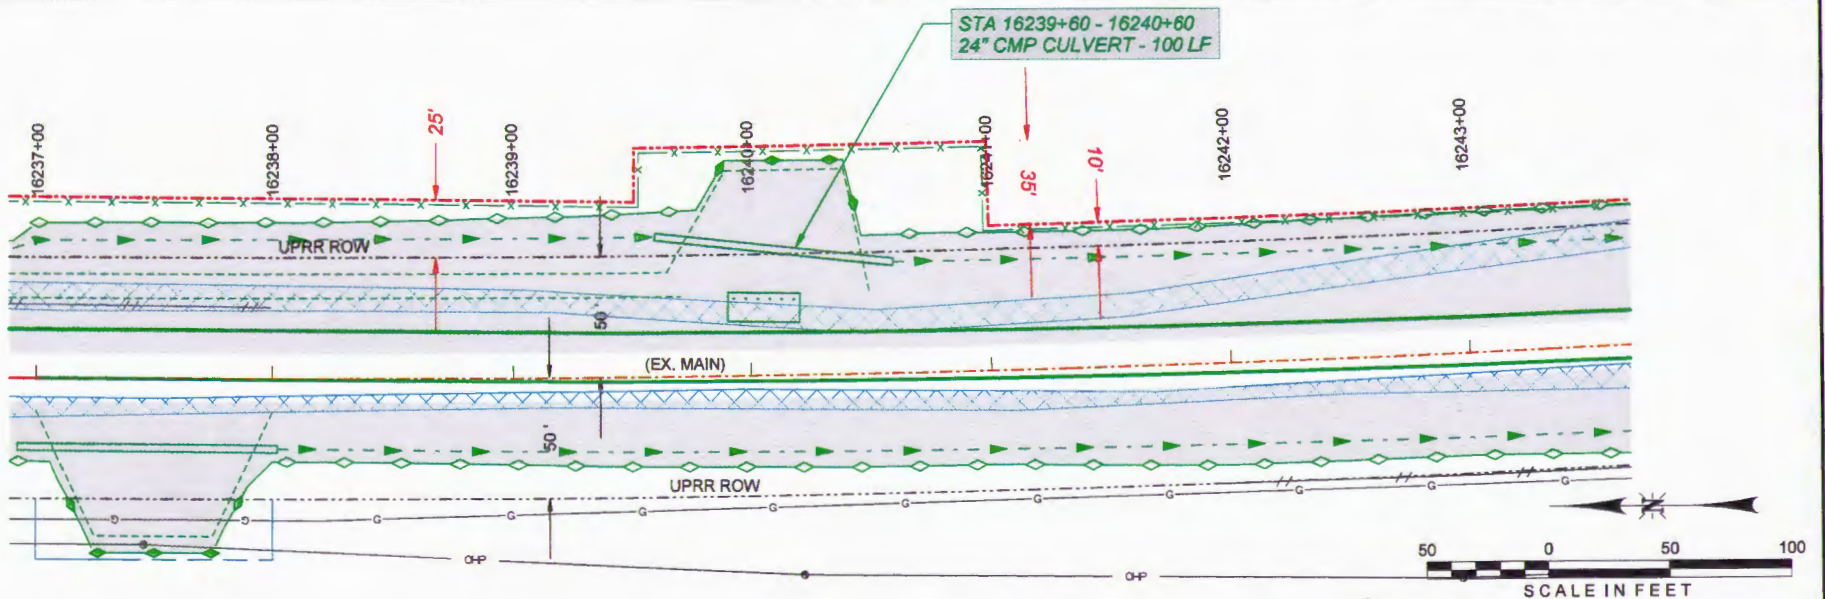 STA 16239+60 - 16240+60
24" CMP CULVERT - 100 LF
16237+00
16238+00
25'
16239+00
16240+00
16241+00
35'
10'
16242+00
16243+00
UPRR ROW
50'
(EX. MAIN)
50'
UPRR ROW
G G G G G G G G G G
OHP
OHP
N
50 0 50 100
SCALE IN FEET